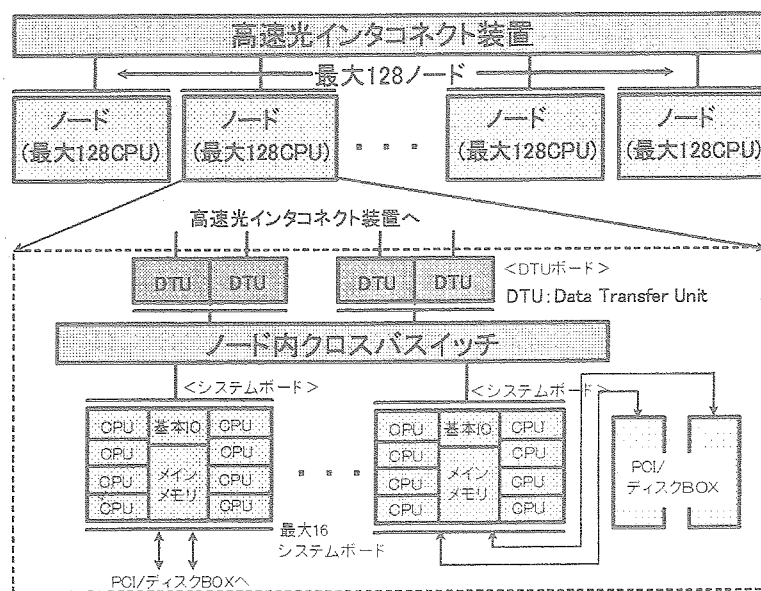 高速光インタコネクト装置
最大128ノード
ノード
(最大128CPU)
ノード
(最大128CPU)
ノード
(最大128CPU)
ノード
(最大128CPU)
高速光インタコネクト装置へ
DTU
DTU
DTU
DTU
<DTUボード>
DTU:Data Transfer Unit
ノード内クロスバスイッチ
<システムボード>
<システムボード>
CPU
CPU
CPU
CPU
基本IO
メイン
メモリ
CPU
CPU
CPU
CPU
CPU
CPU
CPU
CPU
基本IO
メイン
メモリ
CPU
CPU
CPU
CPU
PCI/
ディスクBOX
最大16
システムボード
PCI/ディスクBOXへ